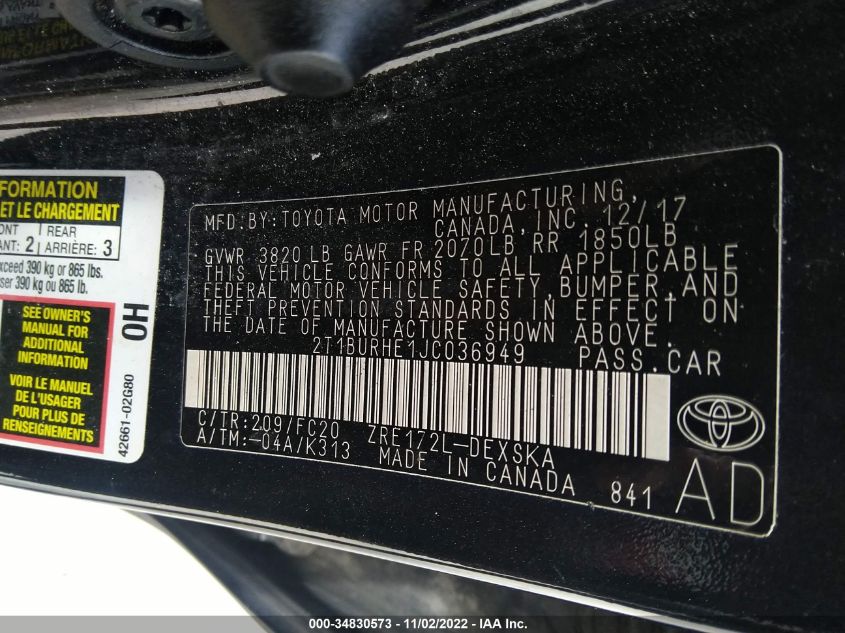 FORMATION
ET LE CHARGEMENT
REAR
ANT: 2 ARRIÈRE: 3
xceed 390 kg or 865 lbs.
ser 390 kg ou 865 lb.
SEE OWNER'S
MANUAL FOR
ADDITIONAL
INFORMATION
VOIR LE MANUEL
DE L'USAGER
POUR PLUS DE
RENSEIGNEMENTS
0H
42661-02G80
MFD.BY:TOYOTA MOTOR MANUFACTURING,
CANADA,INC. 12/17
GVWR 3820 LB GAWR FR 2070LB RR 1850LB
THIS VEHICLE CONFORMS TO ALL APPLICABLE
FEDERAL MOTOR VEHICLE SAFETY,BUMPER,AND
THEFT PREVENTION STANDARDS IN EFFECT ON
THE DATE OF MANUFACTURE SHOWN ABOVE.
2T1BURHE1JC036949 PASS.CAR
C/TR:209/FC20 ZRE172L-DEXSKA
A/TM:-04A/K313 MADE IN CANADA
841
AD
000-34830573 - 11/02/2022 - IAA Inc.